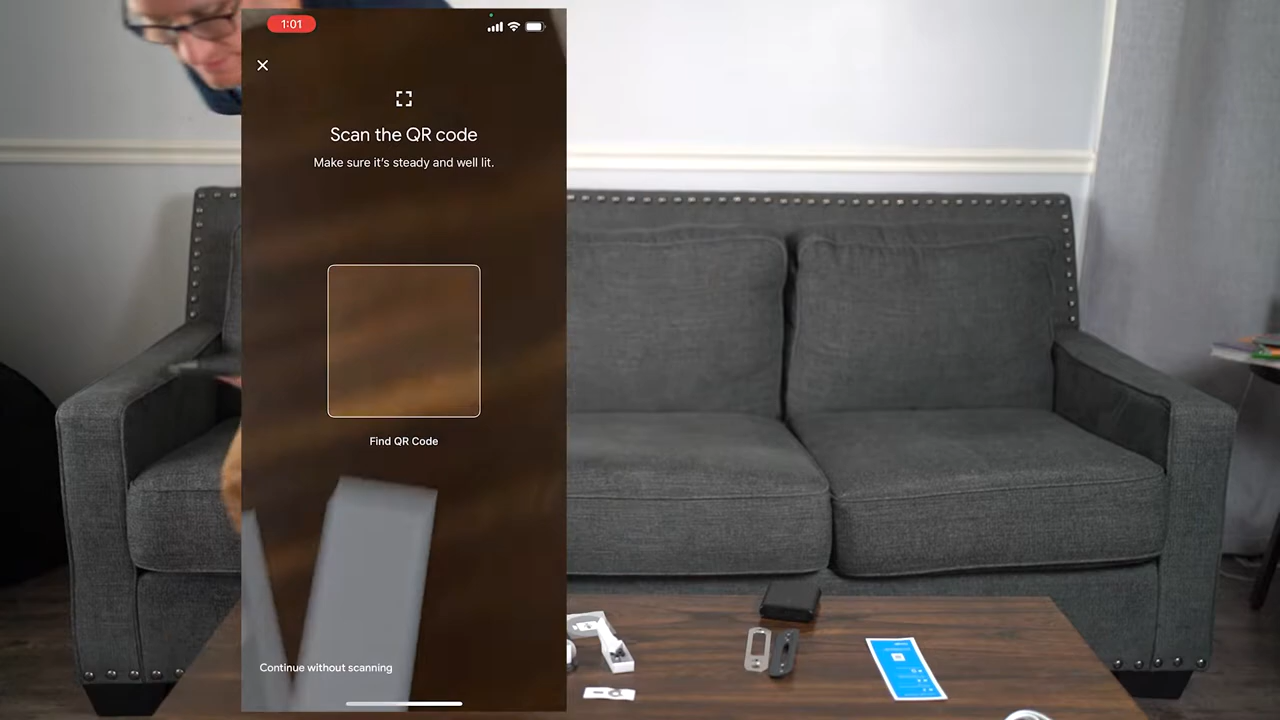 1:01
Scan the QR code
Make sure it's steady and well lit.
Find QR Code
Continue without scanning